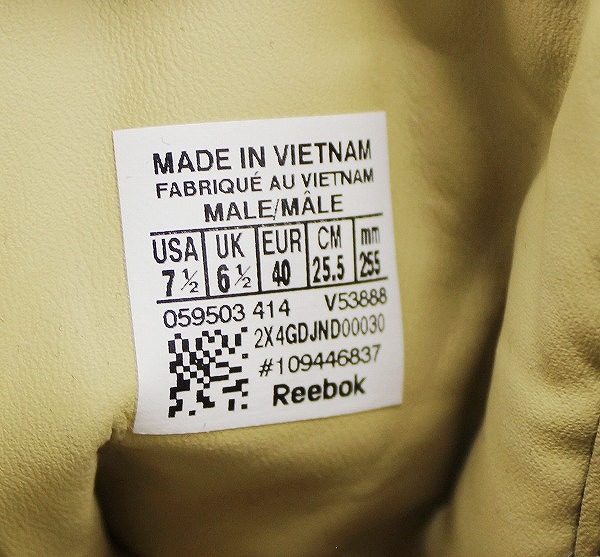 MADE IN VIETNAM
FABRIQUÉ AU VIETNAM
MALE/MÂLE
USA UK EUR CM mm
7 ½ 6 ½ 40 25.5 255
059503 414 V53888
2X4GDJND00030
#109446837
Reebok